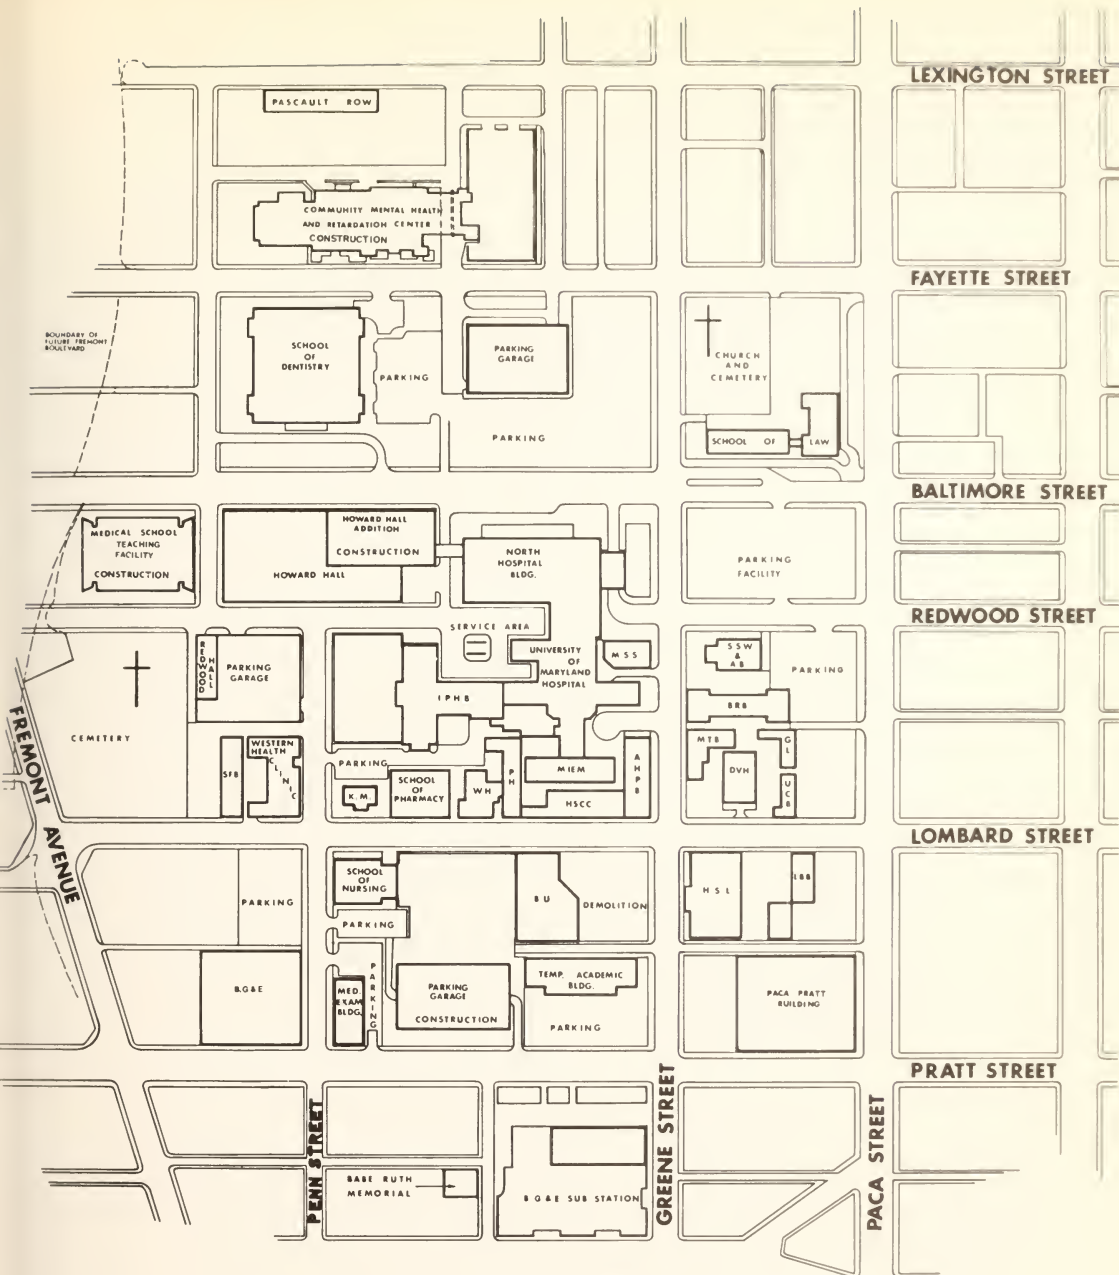 LEXINGTON STREET
PASCAULT ROW
COMMUNITY MENTAL HEALTH
AND RETARDATION CENTER
CONSTRUCTION
FAYETTE STREET
BOUNDARY OF
FUTURE FREMONT
BOULEVARD
SCHOOL
OF
DENTISTRY
PARKING
PARKING
GARAGE
CHURCH
AND
CEMETERY
PARKING
SCHOOL OF LAW
BALTIMORE STREET
MEDICAL SCHOOL
TEACHING
FACILITY
CONSTRUCTION
HOWARD HALL
ADDITION
CONSTRUCTION
HOWARD HALL
NORTH
HOSPITAL
BLDG.
PARKING
FACILITY
REDWOOD STREET
SERVICE AREA
REDWOOD
HALL
PARKING
GARAGE
UNIVERSITY
OF
MARYLAND
HOSPITAL
MSS
SSW
&
AB
PARKING
IPHB
BRB
CEMETERY
SFB
WESTERN
HEALTH
CLINIC
PARKING
K.M.
SCHOOL
OF
PHARMACY
WH
PH
MIEM
HSCC
AHPB
MTB
GL
DVH
UCB
FREMONT AVENUE
LOMBARD STREET
PARKING
SCHOOL
OF
NURSING
PARKING
BU
DEMOLITION
HSL
LBB
B.G&E
MED.
EXAM
BLDG.
PARKING
PARKING
GARAGE
CONSTRUCTION
TEMP. ACADEMIC
BLDG.
PARKING
PACA PRATT
BUILDING
PRATT STREET
PENN STREET
GREENE STREET
PACA STREET
BABE RUTH
MEMORIAL
B G & E SUB STATION